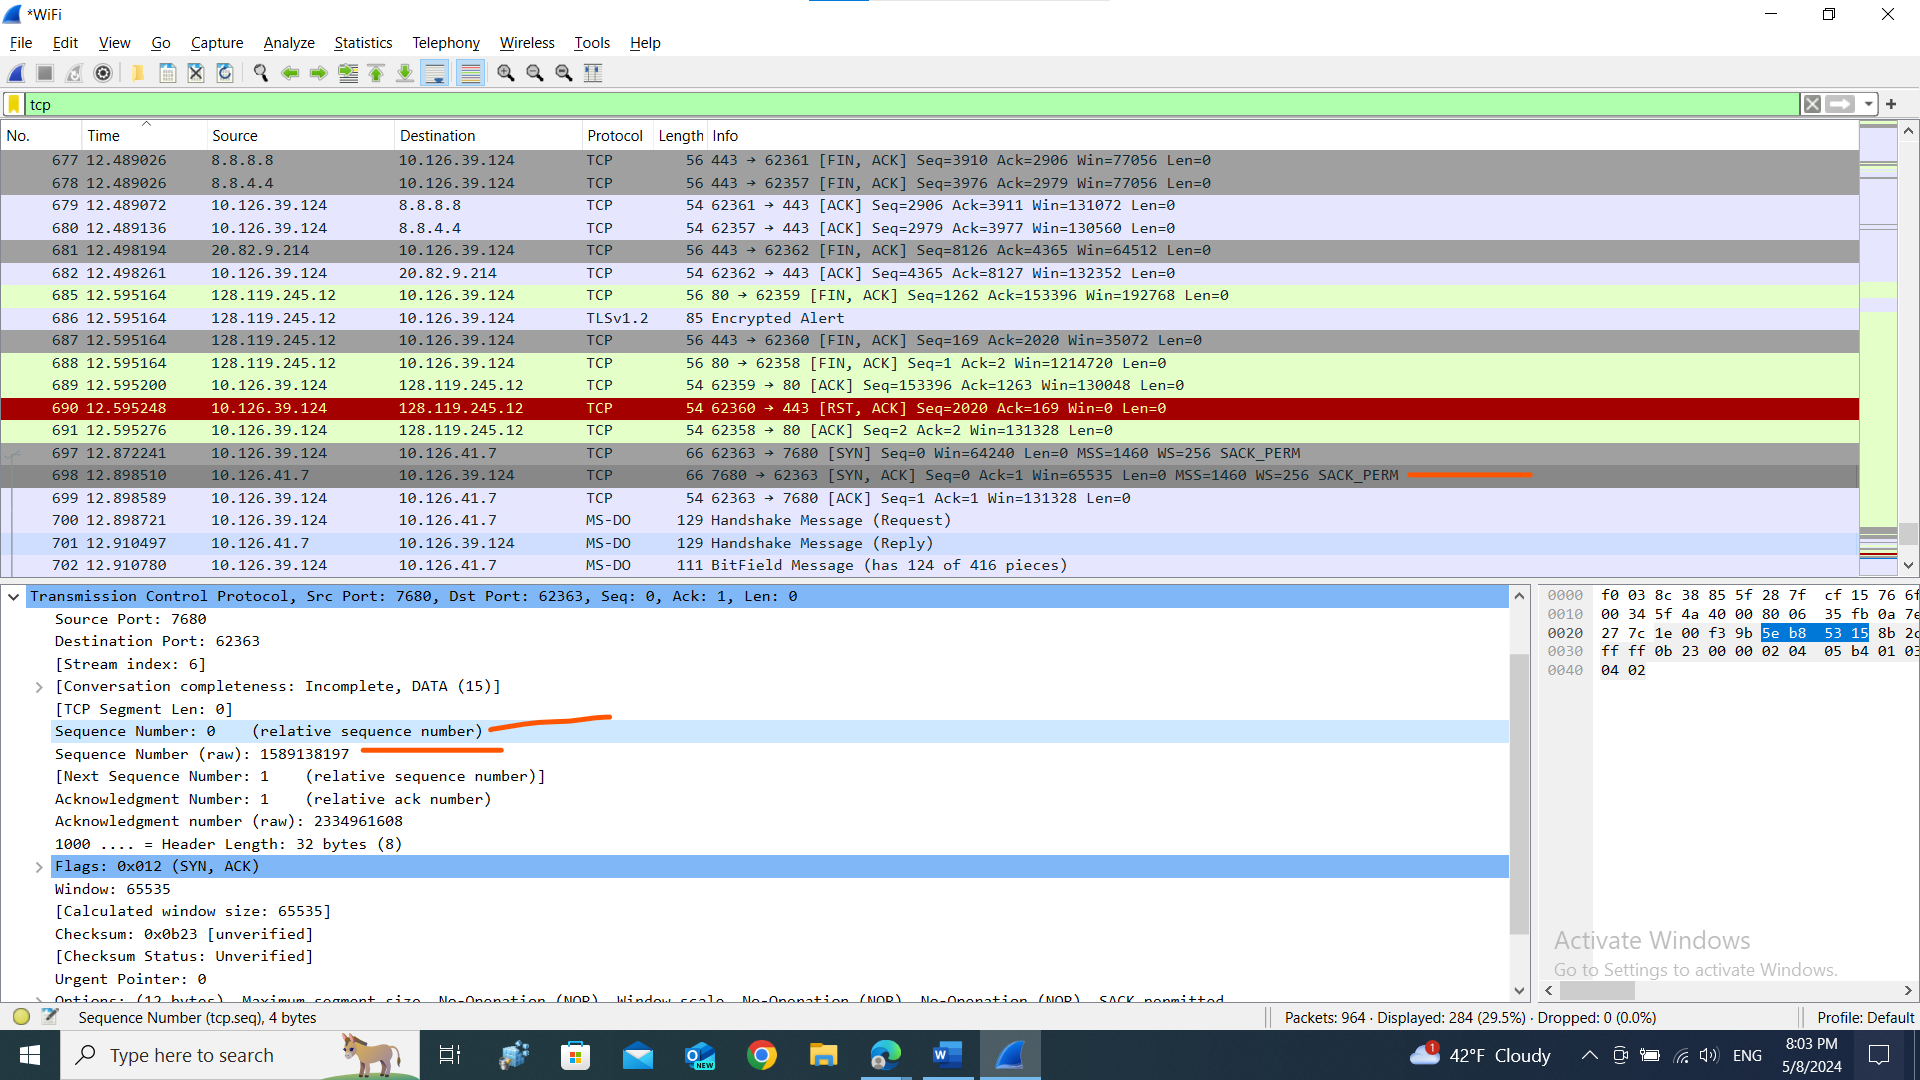 *WiFi
File Edit View Go Capture Analyze Statistics Telephony Wireless Tools Help
tcp
No. Time Source Destination Protocol Length Info
677 12.489026 8.8.8.8 10.126.39.124 TCP 56 443 → 62361 [FIN, ACK] Seq=3910 Ack=2906 Win=77056 Len=0
678 12.489026 8.8.4.4 10.126.39.124 TCP 56 443 → 62357 [FIN, ACK] Seq=3976 Ack=2979 Win=77056 Len=0
679 12.489072 10.126.39.124 8.8.8.8 TCP 54 62361 → 443 [ACK] Seq=2906 Ack=3911 Win=131072 Len=0
680 12.489136 10.126.39.124 8.8.4.4 TCP 54 62357 → 443 [ACK] Seq=2979 Ack=3977 Win=130560 Len=0
681 12.498194 20.82.9.214 10.126.39.124 TCP 56 443 → 62362 [FIN, ACK] Seq=8126 Ack=4365 Win=64512 Len=0
682 12.498261 10.126.39.124 20.82.9.214 TCP 54 62362 → 443 [ACK] Seq=4365 Ack=8127 Win=132352 Len=0
685 12.595164 128.119.245.12 10.126.39.124 TCP 56 80 → 62359 [FIN, ACK] Seq=1262 Ack=153396 Win=192768 Len=0
686 12.595164 128.119.245.12 10.126.39.124 TLSv1.2 85 Encrypted Alert
687 12.595164 128.119.245.12 10.126.39.124 TCP 56 443 → 62360 [FIN, ACK] Seq=169 Ack=2020 Win=35072 Len=0
688 12.595164 128.119.245.12 10.126.39.124 TCP 56 80 → 62358 [FIN, ACK] Seq=1 Ack=2 Win=1214720 Len=0
689 12.595200 10.126.39.124 128.119.245.12 TCP 54 62359 → 80 [ACK] Seq=153396 Ack=1263 Win=130048 Len=0
690 12.595248 10.126.39.124 128.119.245.12 TCP 54 62360 → 443 [RST, ACK] Seq=2020 Ack=169 Win=0 Len=0
691 12.595276 10.126.39.124 128.119.245.12 TCP 54 62358 → 80 [ACK] Seq=2 Ack=2 Win=131328 Len=0
697 12.872241 10.126.39.124 10.126.41.7 TCP 66 62363 → 7680 [SYN] Seq=0 Win=64240 Len=0 MSS=1460 WS=256 SACK_PERM
698 12.898510 10.126.41.7 10.126.39.124 TCP 66 7680 → 62363 [SYN, ACK] Seq=0 Ack=1 Win=65535 Len=0 MSS=1460 WS=256 SACK_PERM
699 12.898589 10.126.39.124 10.126.41.7 TCP 54 62363 → 7680 [ACK] Seq=1 Ack=1 Win=131328 Len=0
700 12.898721 10.126.39.124 10.126.41.7 MS-DO 129 Handshake Message (Request)
701 12.910497 10.126.41.7 10.126.39.124 MS-DO 129 Handshake Message (Reply)
702 12.910780 10.126.39.124 10.126.41.7 MS-DO 111 BitField Message (has 124 of 416 pieces)
Transmission Control Protocol, Src Port: 7680, Dst Port: 62363, Seq: 0, Ack: 1, Len: 0
Source Port: 7680
Destination Port: 62363
[Stream index: 6]
[Conversation completeness: Incomplete, DATA (15)]
[TCP Segment Len: 0]
Sequence Number: 0 (relative sequence number)
Sequence Number (raw): 1589138197
[Next Sequence Number: 1 (relative sequence number)]
Acknowledgment Number: 1 (relative ack number)
Acknowledgment number (raw): 2334961608
1000 .... = Header Length: 32 bytes (8)
Flags: 0x012 (SYN, ACK)
Window: 65535
[Calculated window size: 65535]
Checksum: 0x0b23 [unverified]
[Checksum Status: Unverified]
Urgent Pointer: 0
Options: (12 bytes), Maximum segment size, No-Operation (NOP), Window scale, No-Operation (NOP), No-Operation (NOP), SACK permitted
0000 f0 03 8c 38 85 5f 28 7f cf 15 76 6f
0010 00 34 5f 4a 40 00 80 06 35 fb 0a 7e
0020 27 7c 1e 00 f3 9b 5e b8 53 15 8b 2c
0030 ff ff 0b 23 00 00 02 04 05 b4 01 03
0040 04 02
Activate Windows
Go to Settings to activate Windows.
Sequence Number (tcp.seq), 4 bytes
Packets: 964 · Displayed: 284 (29.5%) · Dropped: 0 (0.0%)
Profile: Default
Type here to search
NEW
1
42°F Cloudy
ENG
8:03 PM
5/8/2024